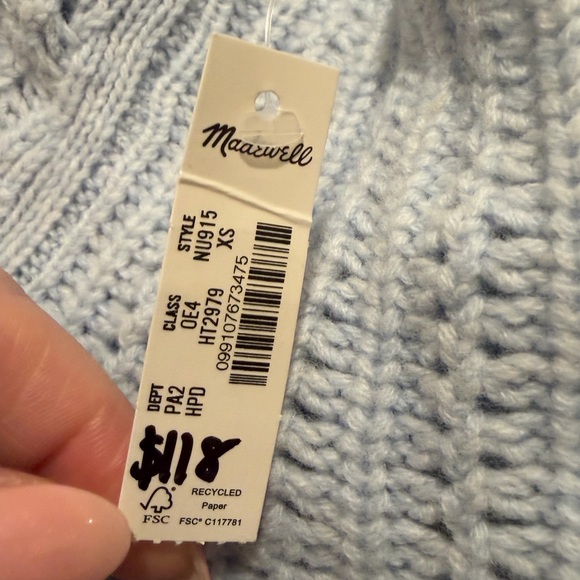 Madewell
STYLE
NU915
XS
CLASS
OE4
HT2979
099107673475
DEPT
PA2
HPD
$118
RECYCLED
Paper
FSC
FSC® C117781